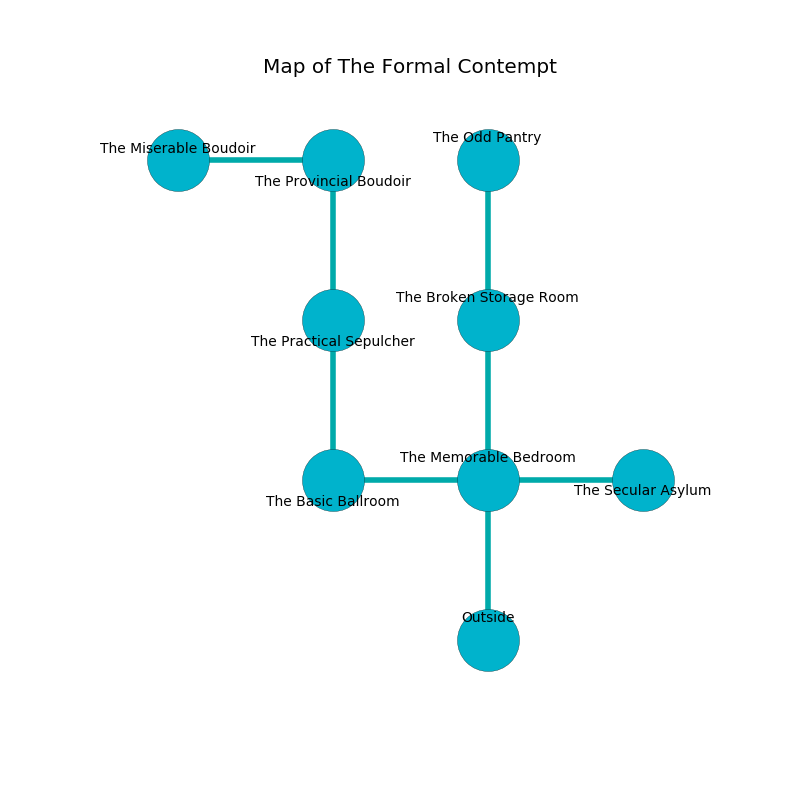 Map of The Formal Contempt
The Odd Pantry
The Miserable Boudoir
The Provincial Boudoir
The Broken Storage Room
The Practical Sepulcher
The Memorable Bedroom
The Secular Asylum
The Basic Ballroom
Outside